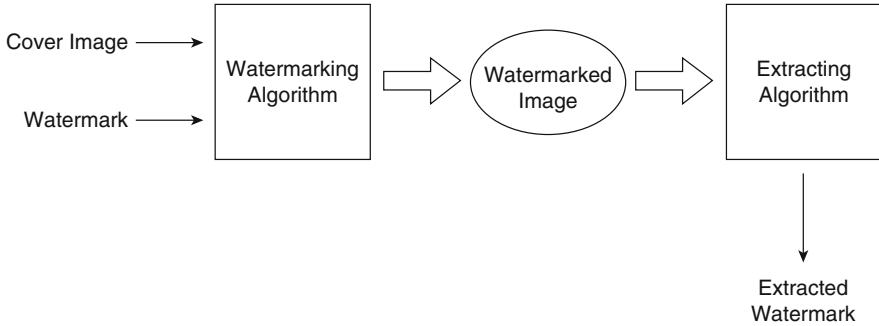 Cover Image
Watermark
Watermarking
Algorithm
Watermarked
Image
Extracting
Algorithm
Extracted
Watermark